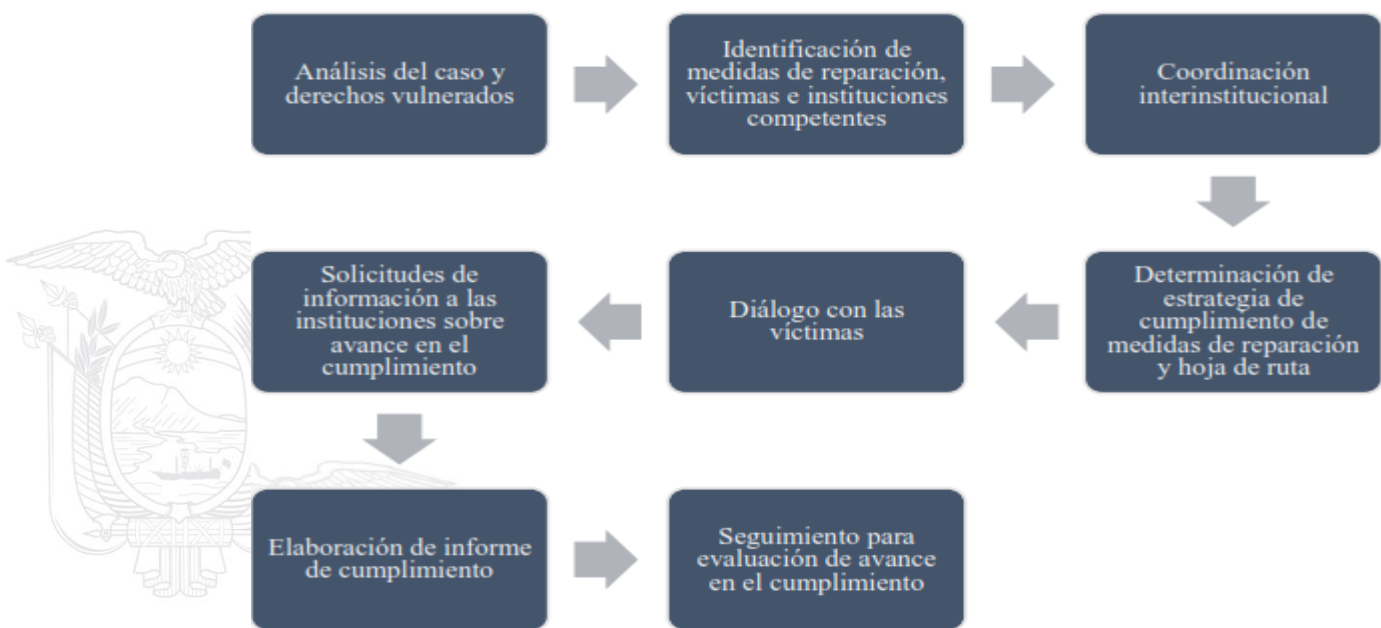 Análisis del caso y
derechos vulnerados
Identificación de
medidas de reparación,
víctimas e instituciones
competentes
Coordinación
interinstitucional
Determinación de
estrategia de
cumplimiento de
medidas de reparación
y hoja de ruta
Diálogo con las
víctimas
Solicitudes de
información a las
instituciones sobre
avance en el
cumplimiento
Elaboración de informe
de cumplimiento
Seguimiento para
evaluación de avance
en el cumplimiento